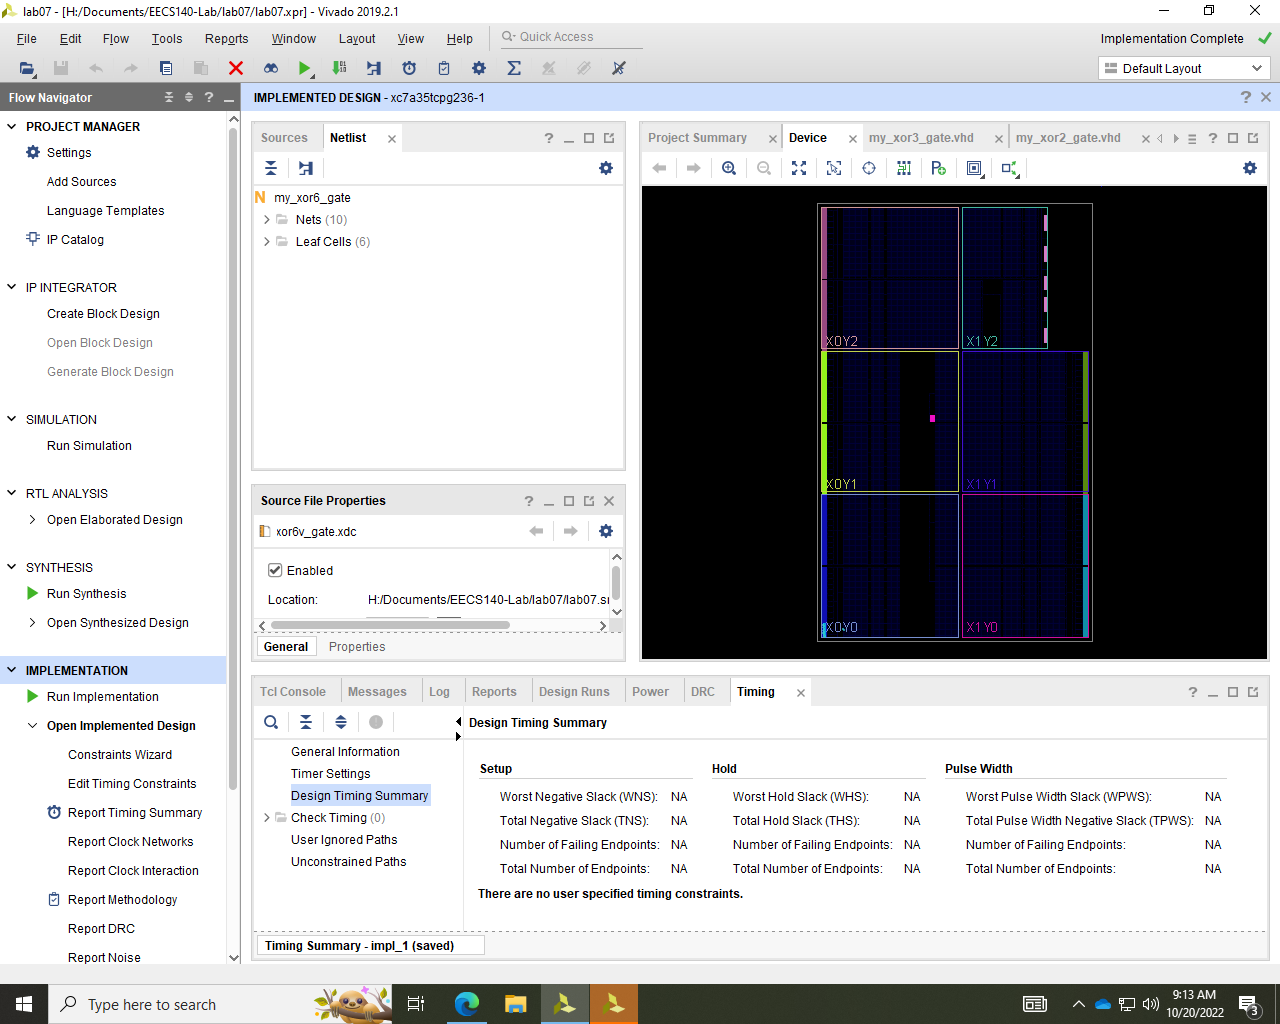 lab07 - [H:/Documents/EECS140-Lab/lab07/lab07.xpr] - Vivado 2019.2.1
File Edit Flow Tools Reports Window Layout View Help Quick Access
Implementation Complete
Default Layout
Flow Navigator
PROJECT MANAGER
Settings
Add Sources
Language Templates
IP Catalog
IP INTEGRATOR
Create Block Design
Open Block Design
Generate Block Design
SIMULATION
Run Simulation
RTL ANALYSIS
Open Elaborated Design
SYNTHESIS
Run Synthesis
Open Synthesized Design
IMPLEMENTATION
Run Implementation
Open Implemented Design
Constraints Wizard
Edit Timing Constraints
Report Timing Summary
Report Clock Networks
Report Clock Interaction
Report Methodology
Report DRC
Report Noise
IMPLEMENTED DESIGN - xc7a35tcpg236-1
Sources Netlist
N my_xor6_gate
Nets (10)
Leaf Cells (6)
Source File Properties
xor6v_gate.xdc
Enabled
Location: H:/Documents/EECS140-Lab/lab07/lab07.sr
General Properties
Project Summary Device my_xor3_gate.vhd my_xor2_gate.vhd
X0Y2 X1Y2
X0Y1 X1Y1
X0Y0 X1Y0
Tcl Console Messages Log Reports Design Runs Power DRC Timing
General Information
Timer Settings
Design Timing Summary
Check Timing (0)
User Ignored Paths
Unconstrained Paths
Design Timing Summary
Setup Hold Pulse Width
Worst Negative Slack (WNS): NA Worst Hold Slack (WHS): NA Worst Pulse Width Slack (WPWS): NA
Total Negative Slack (TNS): NA Total Hold Slack (THS): NA Total Pulse Width Negative Slack (TPWS): NA
Number of Failing Endpoints: NA Number of Failing Endpoints: NA Number of Failing Endpoints: NA
Total Number of Endpoints: NA Total Number of Endpoints: NA Total Number of Endpoints: NA
There are no user specified timing constraints.
Timing Summary - impl_1 (saved)
Type here to search
9:13 AM
10/20/2022
3